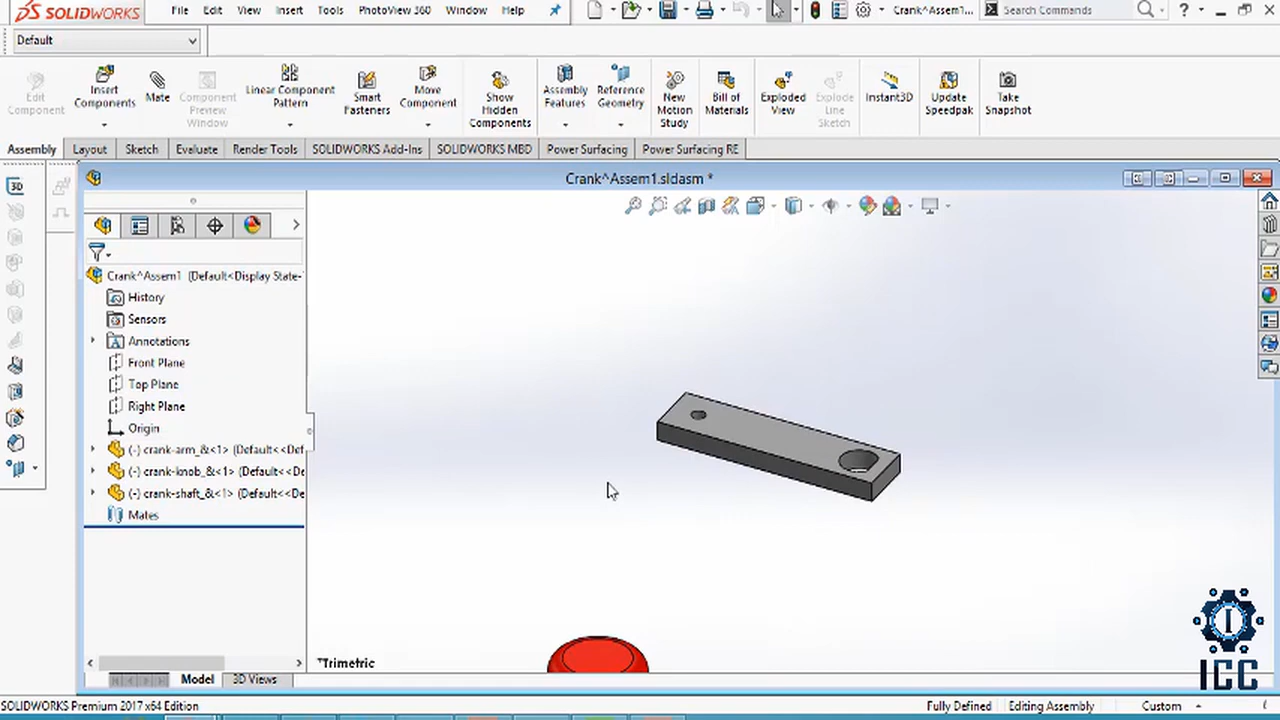 SOLIDWORKS File Edit View Insert Tools PhotoView 360 Window Help Crank^Assem1... Search Commands
Default
Edit Component
Insert Components
Mate
Component Preview Window
Linear Component Pattern
Smart Fasteners
Move Component
Show Hidden Components
Assembly Features
Reference Geometry
New Motion Study
Bill of Materials
Exploded View
Explode Line Sketch
Instant3D
Update Speedpak
Take Snapshot
Assembly Layout Sketch Evaluate Render Tools SOLIDWORKS Add-Ins SOLIDWORKS MBD Power Surfacing Power Surfacing RE
Crank^Assem1.sldasm *
3D
Crank^Assem1 (Default<Display State-
History
Sensors
Annotations
Front Plane
Top Plane
Right Plane
Origin
(-) crank-arm_&<1> (Default<<Def
(-) crank-knob_&<1> (Default<<De
(-) crank-shaft_&<1> (Default<<De
Mates
*Trimetric
Model 3D Views
ICC
SOLIDWORKS Premium 2017 x64 Edition Fully Defined Editing Assembly Custom